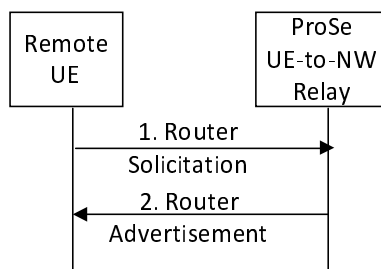 Remote
UE
ProSe
UE-to-NW
Relay
1. Router
Solicitation
2. Router
Advertisement